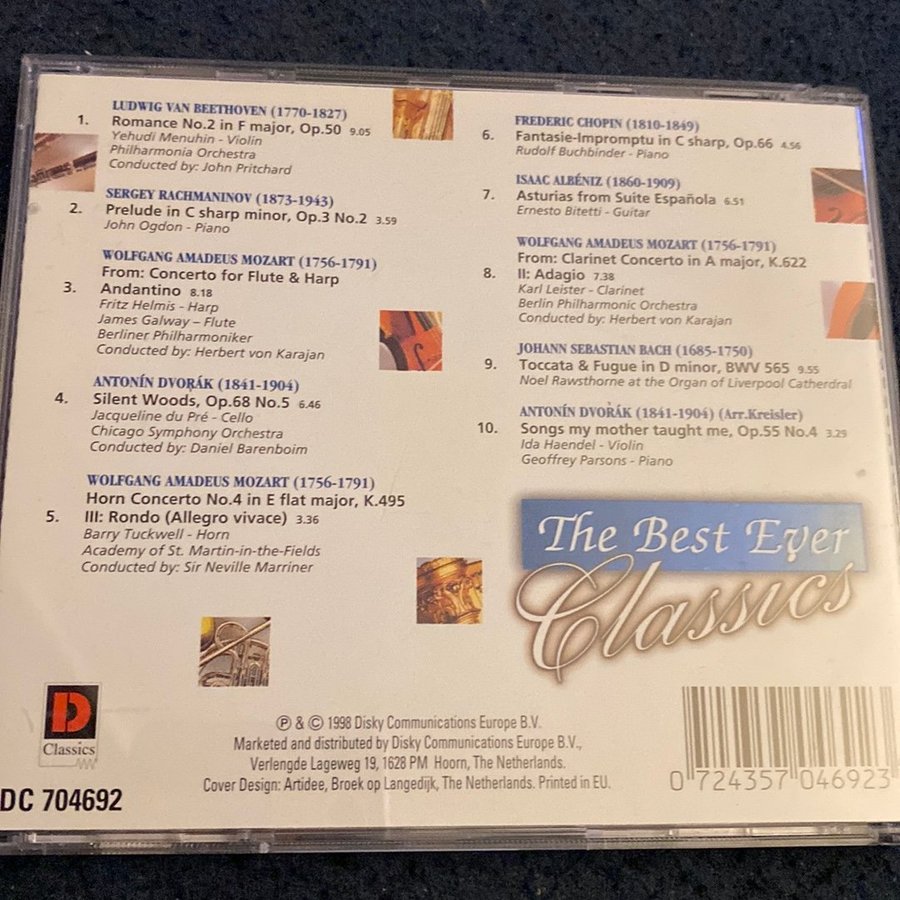 LUDWIG VAN BEETHOVEN (1770-1827)
1. Romance No.2 in F major, Op.50 9.05
Yehudi Menuhin - Violin
Philharmonia Orchestra
Conducted by: John Pritchard
SERGEY RACHMANINOV (1873-1943)
2. Prelude in C sharp minor, Op.3 No.2 3.59
John Ogdon - Piano
WOLFGANG AMADEUS MOZART (1756-1791)
From: Concerto for Flute & Harp
3. Andantino 8.18
Fritz Helmis - Harp
James Galway – Flute
Berliner Philharmoniker
Conducted by: Herbert von Karajan
ANTONÍN DVOŘÁK (1841-1904)
4. Silent Woods, Op.68 No.5 6.46
Jacqueline du Pré - Cello
Chicago Symphony Orchestra
Conducted by: Daniel Barenboim
WOLFGANG AMADEUS MOZART (1756-1791)
Horn Concerto No.4 in E flat major, K.495
5. III: Rondo (Allegro vivace) 3.36
Barry Tuckwell - Horn
Academy of St. Martin-in-the-Fields
Conducted by: Sir Neville Marriner
FREDERIC CHOPIN (1810-1849)
6. Fantasie-Impromptu in C sharp, Op.66 4.56
Rudolf Buchbinder - Piano
ISAAC ALBÉNIZ (1860-1909)
7. Asturias from Suite Española 6.51
Ernesto Bitetti - Guitar
WOLFGANG AMADEUS MOZART (1756-1791)
From: Clarinet Concerto in A major, K.622
8. II: Adagio 7.38
Karl Leister - Clarinet
Berlin Philharmonic Orchestra
Conducted by: Herbert von Karajan
JOHANN SEBASTIAN BACH (1685-1750)
9. Toccata & Fugue in D minor, BWV 565 9.55
Noel Rawsthorne at the Organ of Liverpool Catherdral
ANTONÍN DVOŘÁK (1841-1904) (Arr.Kreisler)
10. Songs my mother taught me, Op.55 No.4 3.29
Ida Haendel - Violin
Geoffrey Parsons - Piano
The Best Ever
Classics
D
Classics
DC 704692
℗ & © 1998 Disky Communications Europe B.V.
Marketed and distributed by Disky Communications Europe B.V.,
Verlengde Lageweg 19, 1628 PM Hoorn, The Netherlands.
Cover Design: Artidee, Broek op Langedijk, The Netherlands. Printed in EU.
0 724357 046923